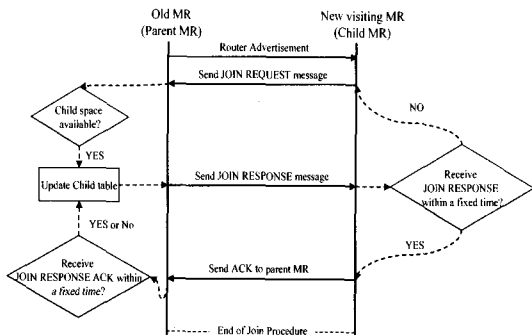 Old MR
(Parent MR)
New visiting MR
(Child MR)
Router Advertisement
Send JOIN REQUEST message
Child space
available?
NO
YES
Update Child table
Send JOIN RESPONSE message
Receive
JOIN RESPONSE
within a fixed time?
YES or No
YES
Receive
JOIN RESPONSE ACK within
a fixed time?
Send ACK to parent MR
End of Join Procedure